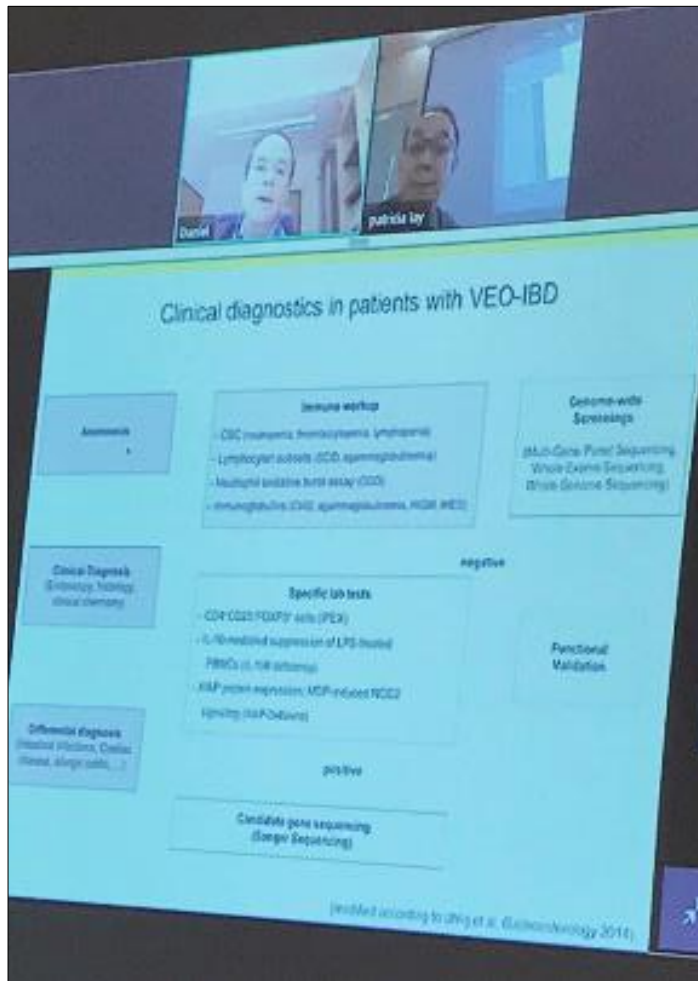 Daniel
patricia lay
Clinical diagnostics in patients with VEO-IBD
Anamnesis
Immune workup
- CBC (neutropenia, thrombocytopenia, lymphopenia)
- Lymphocyte subsets (SCID, agammaglobulinemia)
- Neutrophil oxidative burst assay (CGD)
- Immunoglobulins (CVID, agammaglobulinemia, HIGM, IPEX)
Genome-wide
Screenings
(Multi-Gene Panel Sequencing,
Whole Exome Sequencing,
Whole Genome Sequencing)
negative
Clinical Diagnosis
(Endoscopy, histology,
clinical chemistry)
Specific lab tests
- CD4⁺CD25⁺FOXP3⁺ cells (IPEX)
- IL-10-mediated suppression of LPS-treated
PBMCs (IL-10R deficiency)
- XIAP protein expression; MDP-induced NOD2
signaling (XIAP-Defizienz)
Functional
Validation
Differential diagnosis
(Intestinal infections, Coeliac
disease, allergic colitis, ...)
positive
Candidate gene sequencing
(Sanger Sequencing)
(modified according to Uhlig et al. Gastroenterology 2014)